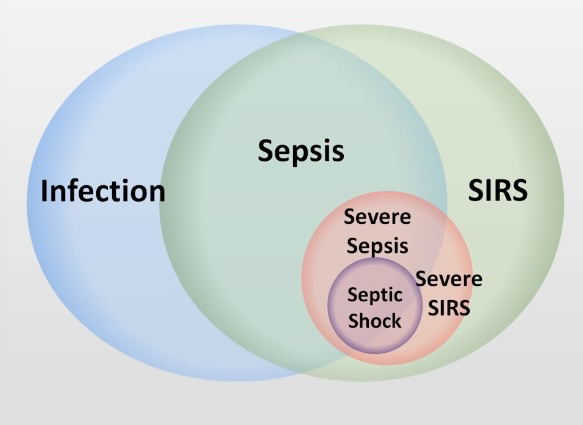 Sepsis
Infection
SIRS
Severe
Sepsis
Severe
SIRS
Septic
Shock